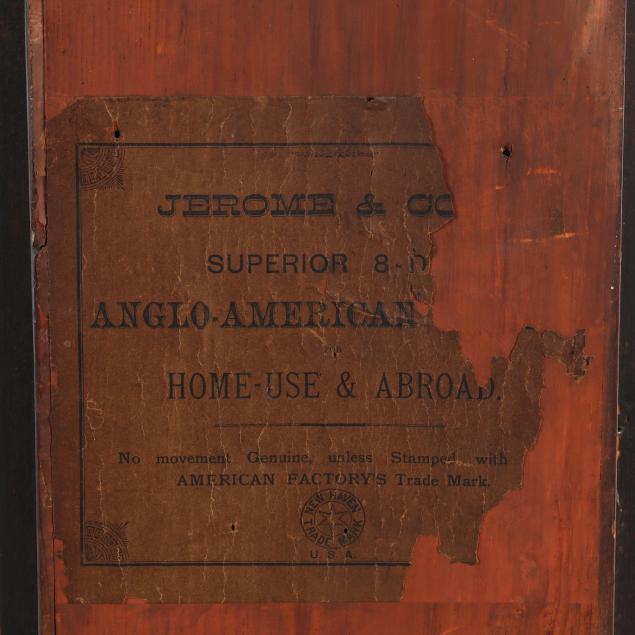 JEROME & CO
SUPERIOR 8-D
ANGLO-AMERICAN
FOR
HOME-USE & ABROAD.
No movement Genuine, unless Stamped with
AMERICAN FACTORY'S Trade Mark.
NEW HAVEN
TRADE MARK
U.S.A.